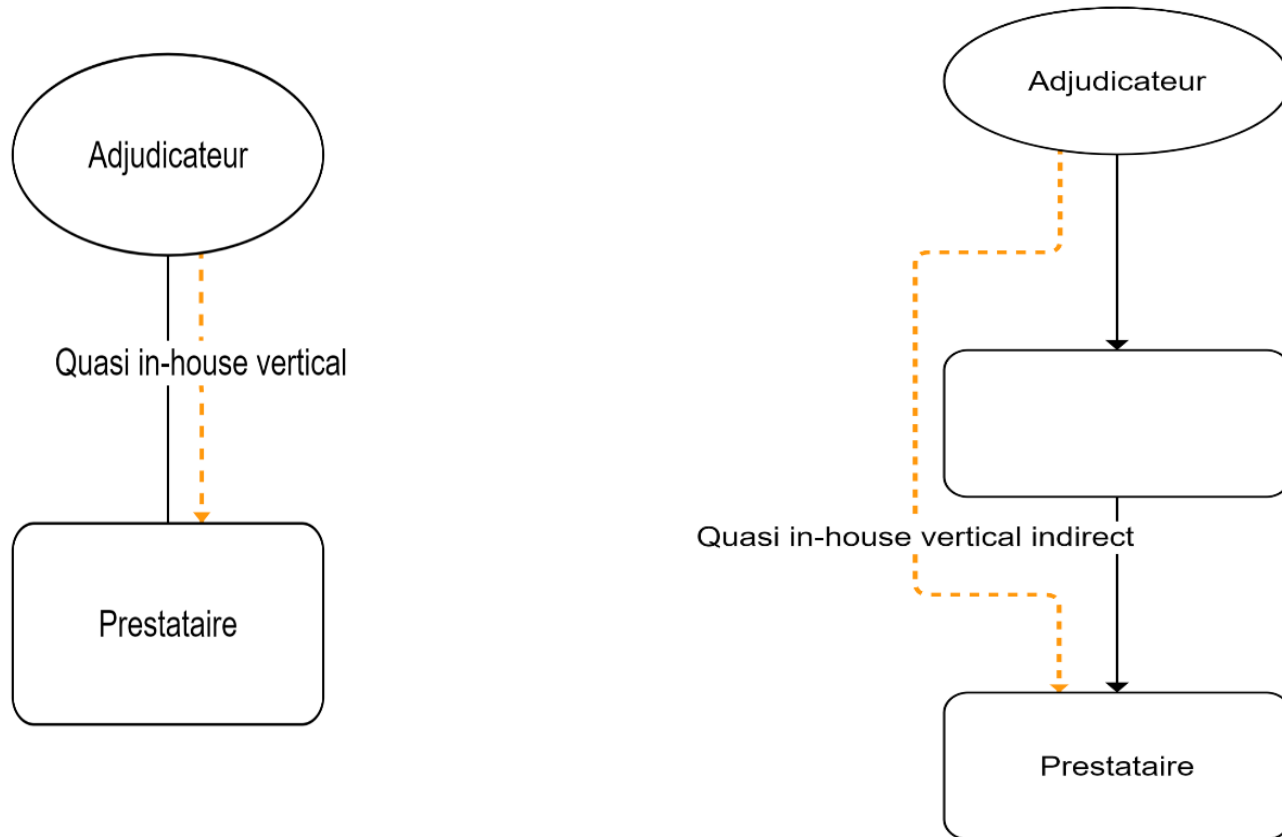 Adjudicateur
Quasi in-house vertical
Prestataire
Adjudicateur
Quasi in-house vertical indirect
Prestataire